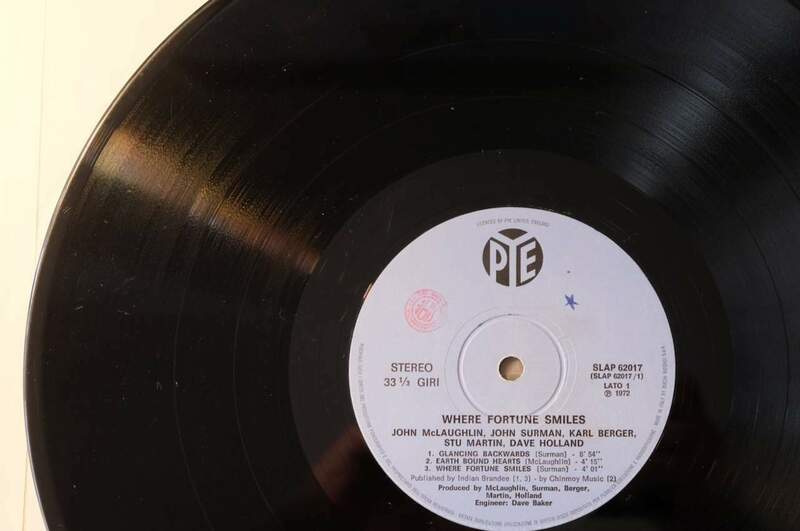 LICENSED BY PYE LIMITED, ENGLAND
PYE
STEREO
33 1/3 GIRI
SLAP 62017
(SLAP 62017/1)
LATO 1
Ⓟ 1972
WHERE FORTUNE SMILES
JOHN McLAUGHLIN, JOHN SURMAN, KARL BERGER,
STU MARTIN, DAVE HOLLAND
1. GLANCING BACKWARDS (Surman) - 8' 54''
2. EARTH BOUND HEARTS (McLaughlin) - 4' 15''
3. WHERE FORTUNE SMILES (Surman) - 4' 01''
Published by Indian Brandee (1, 3) - by Chinmoy Music (2)
Produced by McLaughlin, Surman, Berger,
Martin, Holland
Engineer: Dave Baker